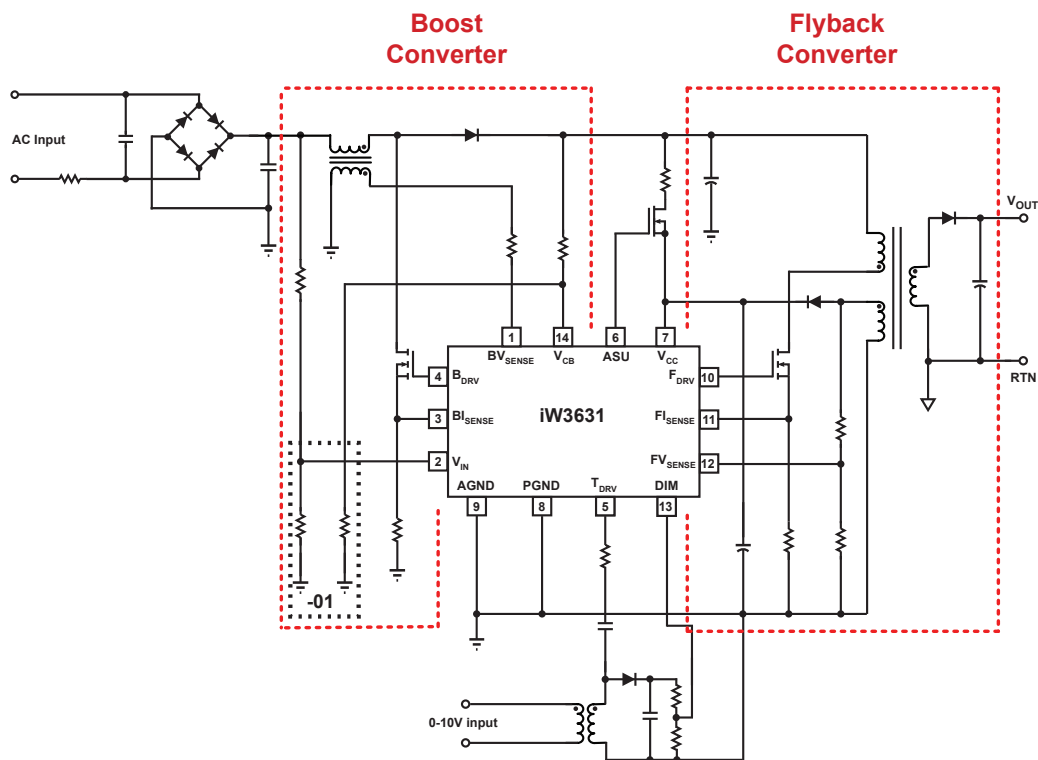 Boost
Converter
Flyback
Converter
AC Input
VOUT
RTN
1
14
6
7
BVSENSE
VCB
ASU
VCC
4
BDRV
FDRV
10
3
BISENSE
iW3631
FISENSE
11
2
VIN
FVSENSE
12
AGND
PGND
TDRV
DIM
9
8
5
13
-01
0-10V input